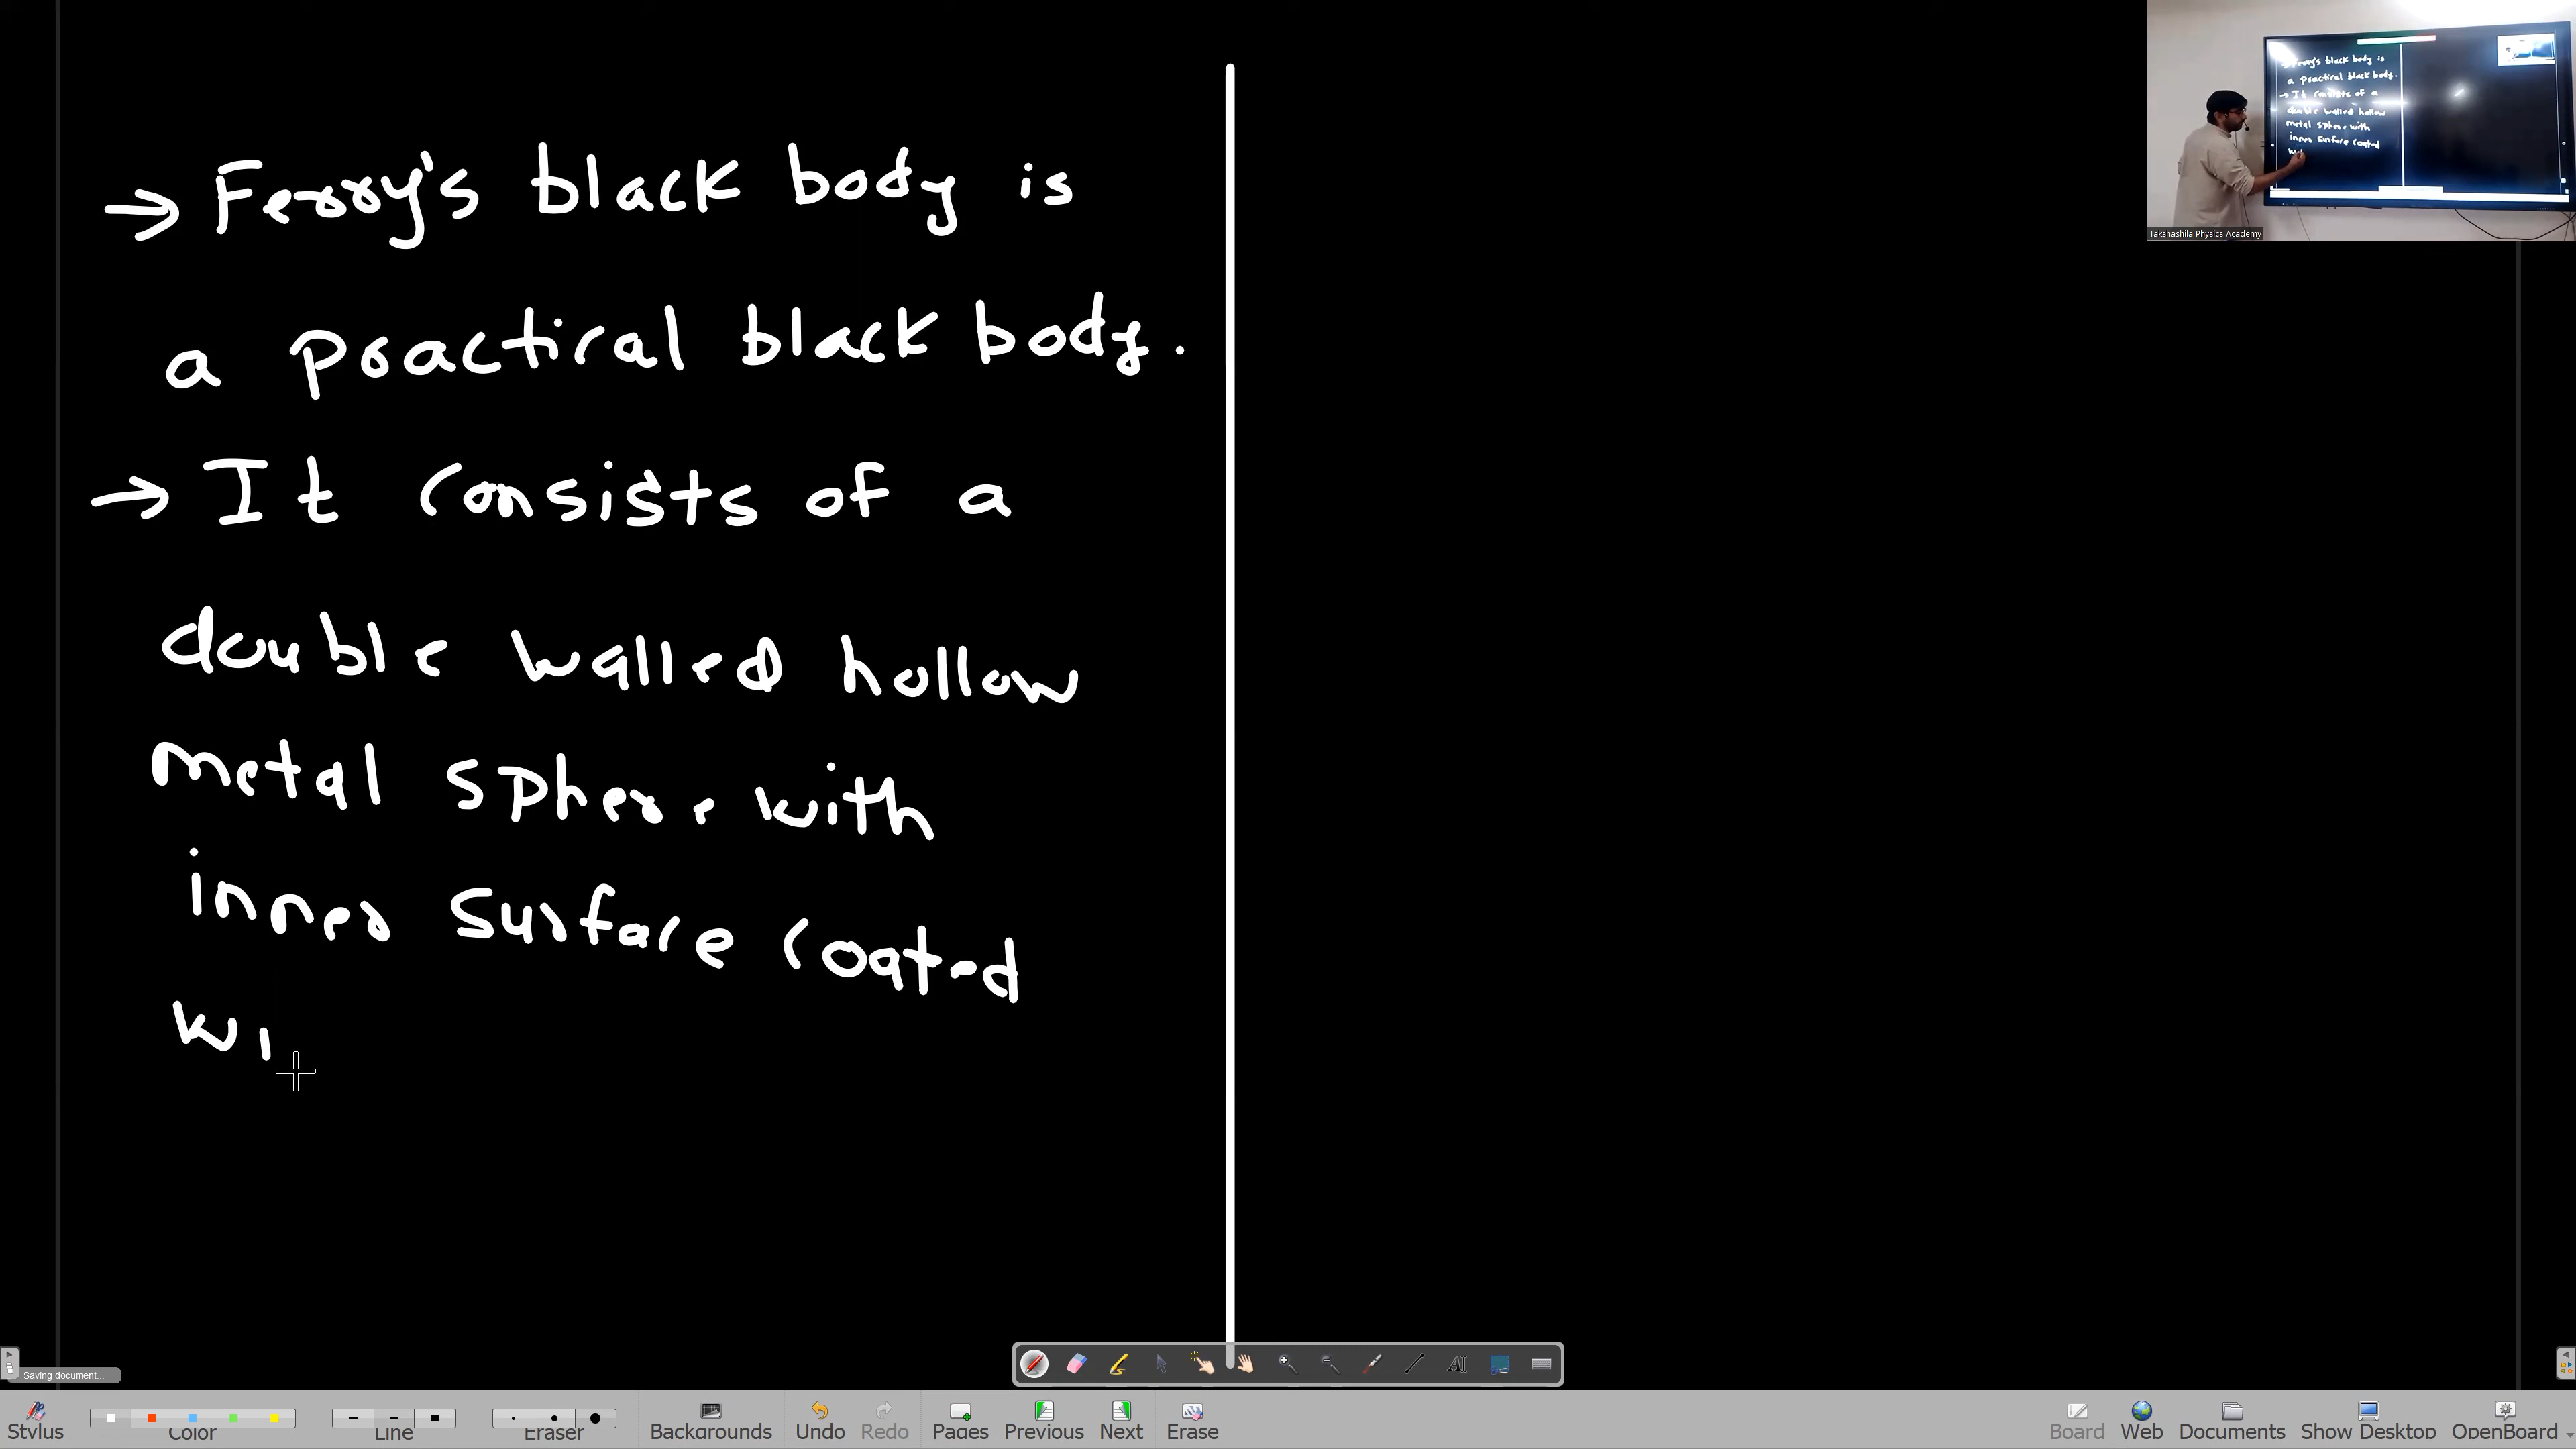 → Ferry's black body is
a practical black body.
→ It consists of a
double walled hollow
metal sphere with
inner surface coated
wi
Takshashila Physics Academy
Saving document...
Stylus Color Line Eraser Backgrounds Undo Redo Pages Previous Next Erase Board Web Documents Show Desktop OpenBoard